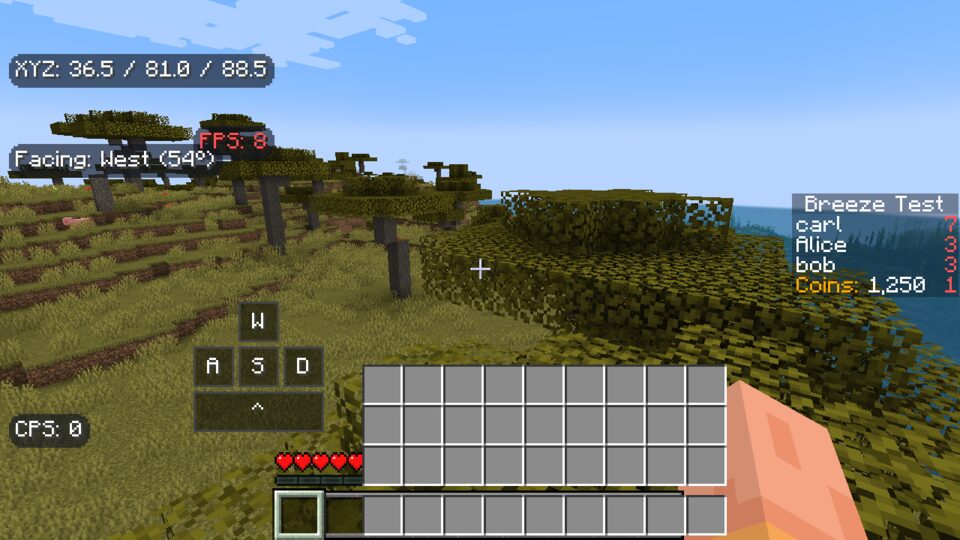 XYZ: 36.5 / 81.0 / 88.5
FPS: 8
Facing: West (54º)
Breeze Test
carl 7
Alice 3
bob 3
Coins: 1,250 1
W
A S D
^
CPS: 0